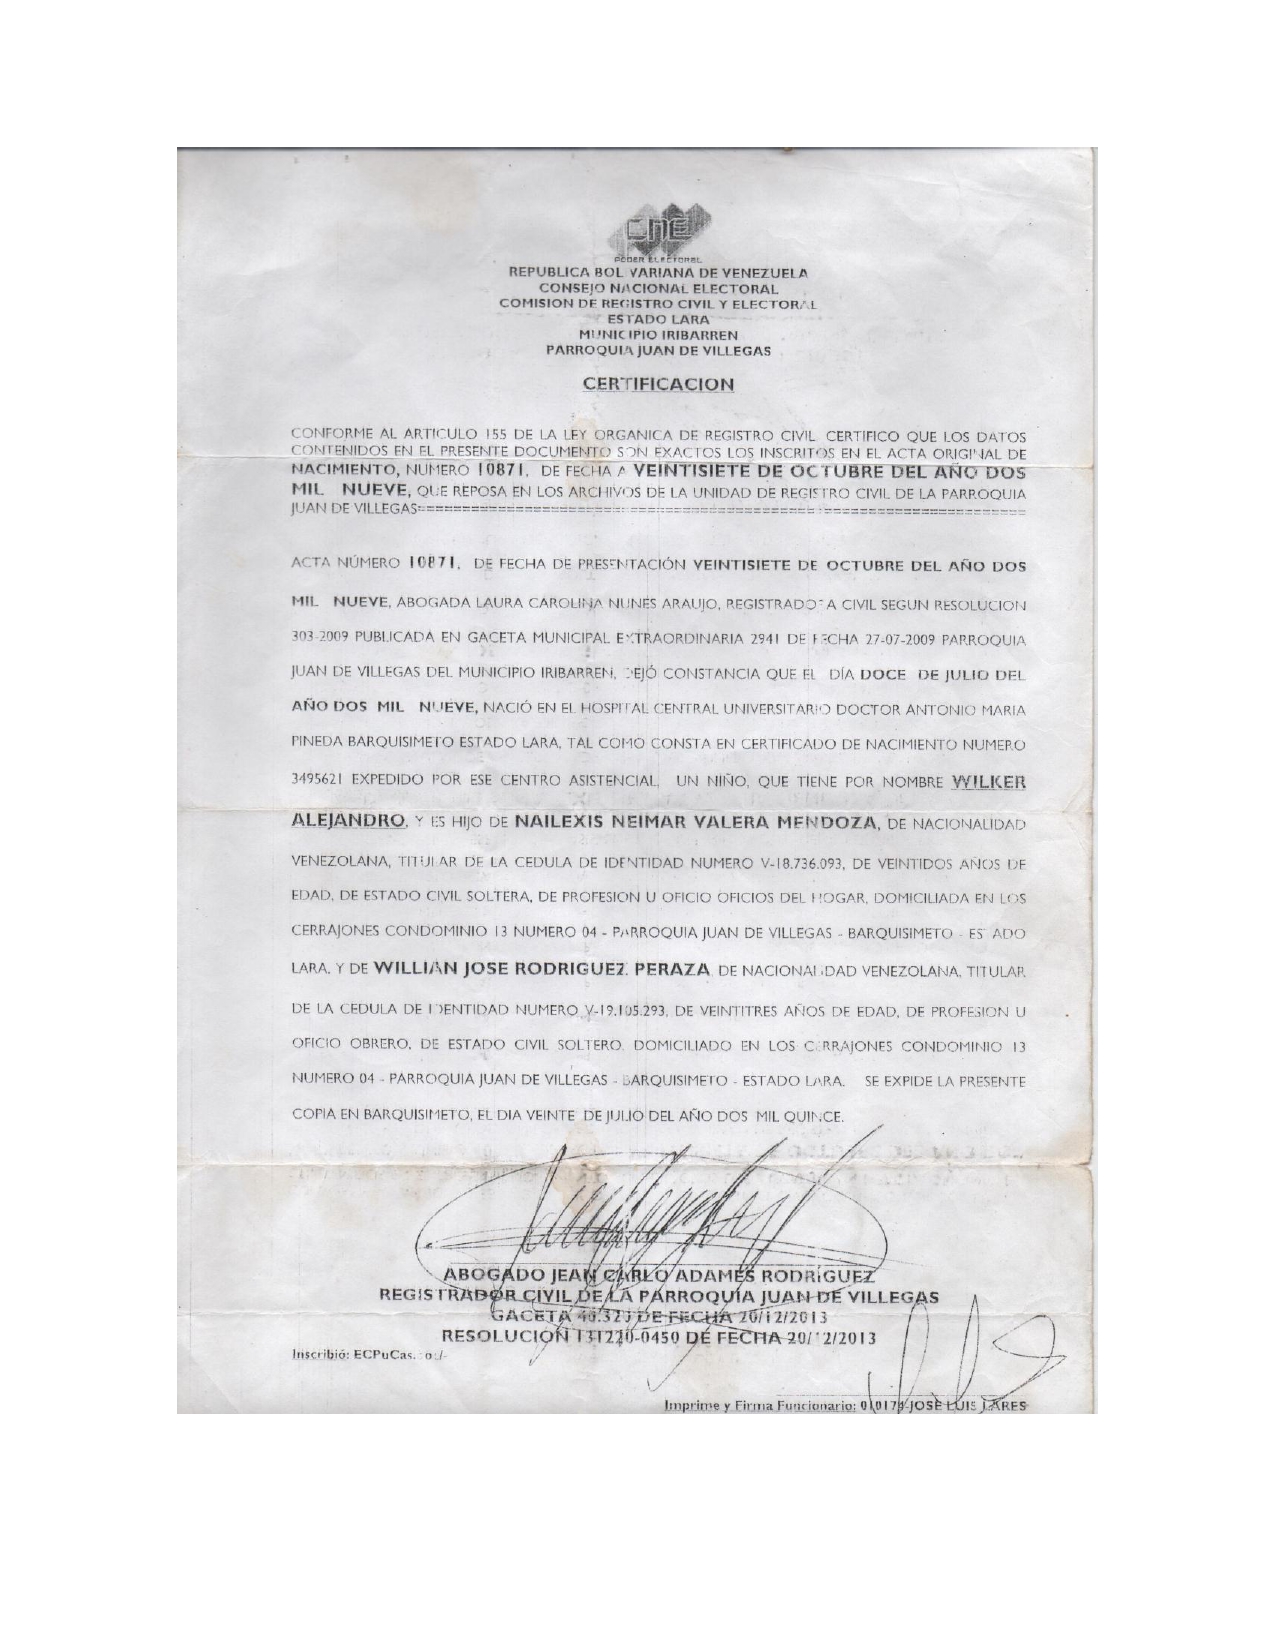 CNE
PODER ELECTORAL
REPUBLICA BOL VARIANA DE VENEZUELA
CONSEJO NACIONAL ELECTORAL
COMISION DE REGISTRO CIVIL Y ELECTORAL
ESTADO LARA
MUNICIPIO IRIBARREN
PARROQUIA JUAN DE VILLEGAS
CERTIFICACION
CONFORME AL ARTICULO 155 DE LA LEY ORGANICA DE REGISTRO CIVIL CERTIFICO QUE LOS DATOS
CONTENIDOS EN EL PRESENTE DOCUMENTO SON EXACTOS LOS INSCRITOS EN EL ACTA ORIGINAL DE
NACIMIENTO, NUMERO 10871, DE FECHA A VEINTISIETE DE OCTUBRE DEL AÑO DOS
MIL NUEVE, QUE REPOSA EN LOS ARCHIVOS DE LA UNIDAD DE REGISTRO CIVIL DE LA PARROQUIA
JUAN DE VILLEGAS==========================================================
ACTA NÚMERO 10871, DE FECHA DE PRESENTACIÓN VEINTISIETE DE OCTUBRE DEL AÑO DOS
MIL NUEVE, ABOGADA LAURA CAROLINA NUNES ARAUJO, REGISTRADORA CIVIL SEGUN RESOLUCION
303-2009 PUBLICADA EN GACETA MUNICIPAL EXTRAORDINARIA 2941 DE FECHA 27-07-2009 PARROQUIA
JUAN DE VILLEGAS DEL MUNICIPIO IRIBARREN, DEJÓ CONSTANCIA QUE EL DÍA DOCE DE JULIO DEL
AÑO DOS MIL NUEVE, NACIÓ EN EL HOSPITAL CENTRAL UNIVERSITARIO DOCTOR ANTONIO MARIA
PINEDA BARQUISIMETO ESTADO LARA, TAL COMO CONSTA EN CERTIFICADO DE NACIMIENTO NUMERO
3495621 EXPEDIDO POR ESE CENTRO ASISTENCIAL, UN NIÑO, QUE TIENE POR NOMBRE WILKER
ALEJANDRO, Y ES HIJO DE NAILEXIS NEIMAR VALERA MENDOZA, DE NACIONALIDAD
VENEZOLANA, TITULAR DE LA CEDULA DE IDENTIDAD NUMERO V-18.736.093, DE VEINTIDOS AÑOS DE
EDAD, DE ESTADO CIVIL SOLTERA, DE PROFESION U OFICIO OFICIOS DEL HOGAR, DOMICILIADA EN LOS
CERRAJONES CONDOMINIO 13 NUMERO 04 - PARROQUIA JUAN DE VILLEGAS - BARQUISIMETO - ESTADO
LARA, Y DE WILLIAN JOSE RODRIGUEZ PERAZA, DE NACIONALIDAD VENEZOLANA, TITULAR
DE LA CEDULA DE IDENTIDAD NUMERO V-19.105.293, DE VEINTITRES AÑOS DE EDAD, DE PROFESION U
OFICIO OBRERO, DE ESTADO CIVIL SOLTERO, DOMICILIADO EN LOS CERRAJONES CONDOMINIO 13
NUMERO 04 - PARROQUIA JUAN DE VILLEGAS - BARQUISIMETO - ESTADO LARA. SE EXPIDE LA PRESENTE
COPIA EN BARQUISIMETO, EL DIA VEINTE DE JULIO DEL AÑO DOS MIL QUINCE.
ABOGADO JEAN CARLO ADAMES RODRÍGUEZ
REGISTRADOR CIVIL DE LA PARROQUIA JUAN DE VILLEGAS
GACETA 40.320 DE FECHA 20/12/2013
RESOLUCION 131220-0450 DE FECHA 20/12/2013
Inscribió:
Imprime y Firma Funcionario: 010174-JOSE LUIS LARES